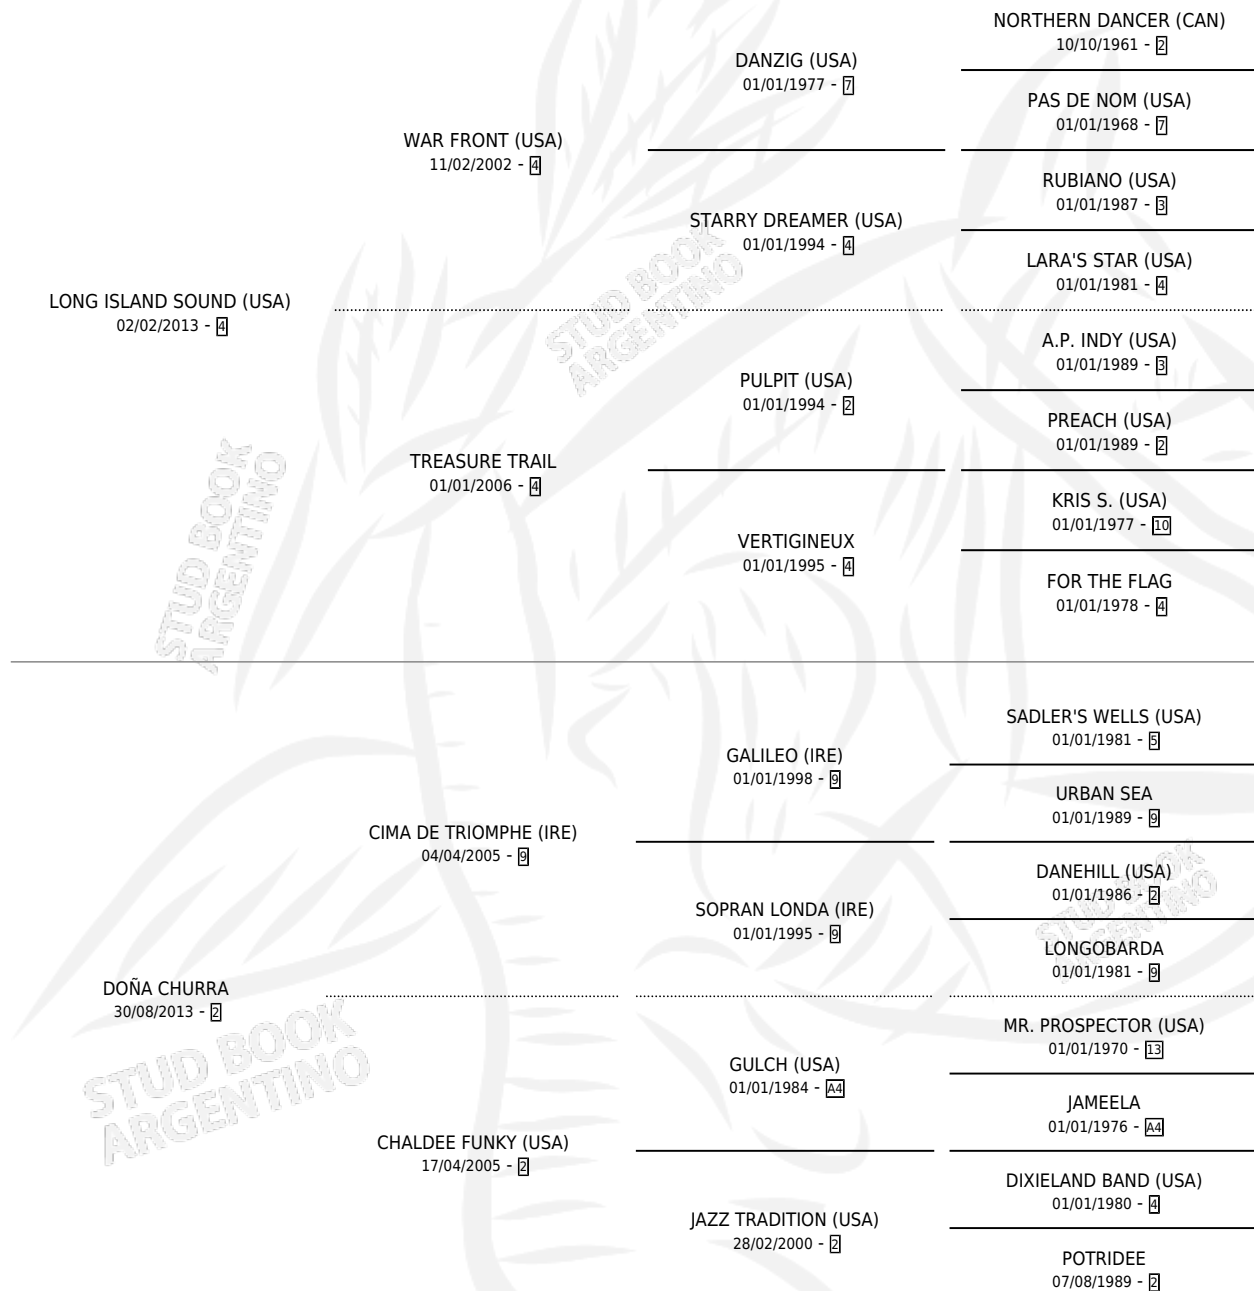 NORTHERN DANCER (CAN)
10/10/1961 - 2
DANZIG (USA)
01/01/1977 - 7
PAS DE NOM (USA)
01/01/1968 - 7
WAR FRONT (USA)
11/02/2002 - 4
RUBIANO (USA)
01/01/1987 - 3
STARRY DREAMER (USA)
01/01/1994 - 4
LARA'S STAR (USA)
01/01/1981 - 4
LONG ISLAND SOUND (USA)
02/02/2013 - 4
A.P. INDY (USA)
01/01/1989 - 3
PULPIT (USA)
01/01/1994 - 2
PREACH (USA)
01/01/1989 - 2
TREASURE TRAIL
01/01/2006 - 4
KRIS S. (USA)
01/01/1977 - 10
VERTIGINEUX
01/01/1995 - 4
FOR THE FLAG
01/01/1978 - 4
SADLER'S WELLS (USA)
01/01/1981 - 5
GALILEO (IRE)
01/01/1998 - 9
URBAN SEA
01/01/1989 - 9
CIMA DE TRIOMPHE (IRE)
04/04/2005 - 9
DANEHILL (USA)
01/01/1986 - 2
SOPRAN LONDA (IRE)
01/01/1995 - 9
LONGOBARDA
01/01/1981 - 9
DOÑA CHURRA
30/08/2013 - 2
MR. PROSPECTOR (USA)
01/01/1970 - 13
GULCH (USA)
01/01/1984 - A4
JAMEELA
01/01/1976 - A4
CHALDEE FUNKY (USA)
17/04/2005 - 2
DIXIELAND BAND (USA)
01/01/1980 - 4
JAZZ TRADITION (USA)
28/02/2000 - 2
POTRIDEE
07/08/1989 - 2
STUD BOOK
ARGENTINO
STUD BOOK
ARGENTINO
STUD BOOK
ARGENTINO
STUD BOOK
ARGENTINO